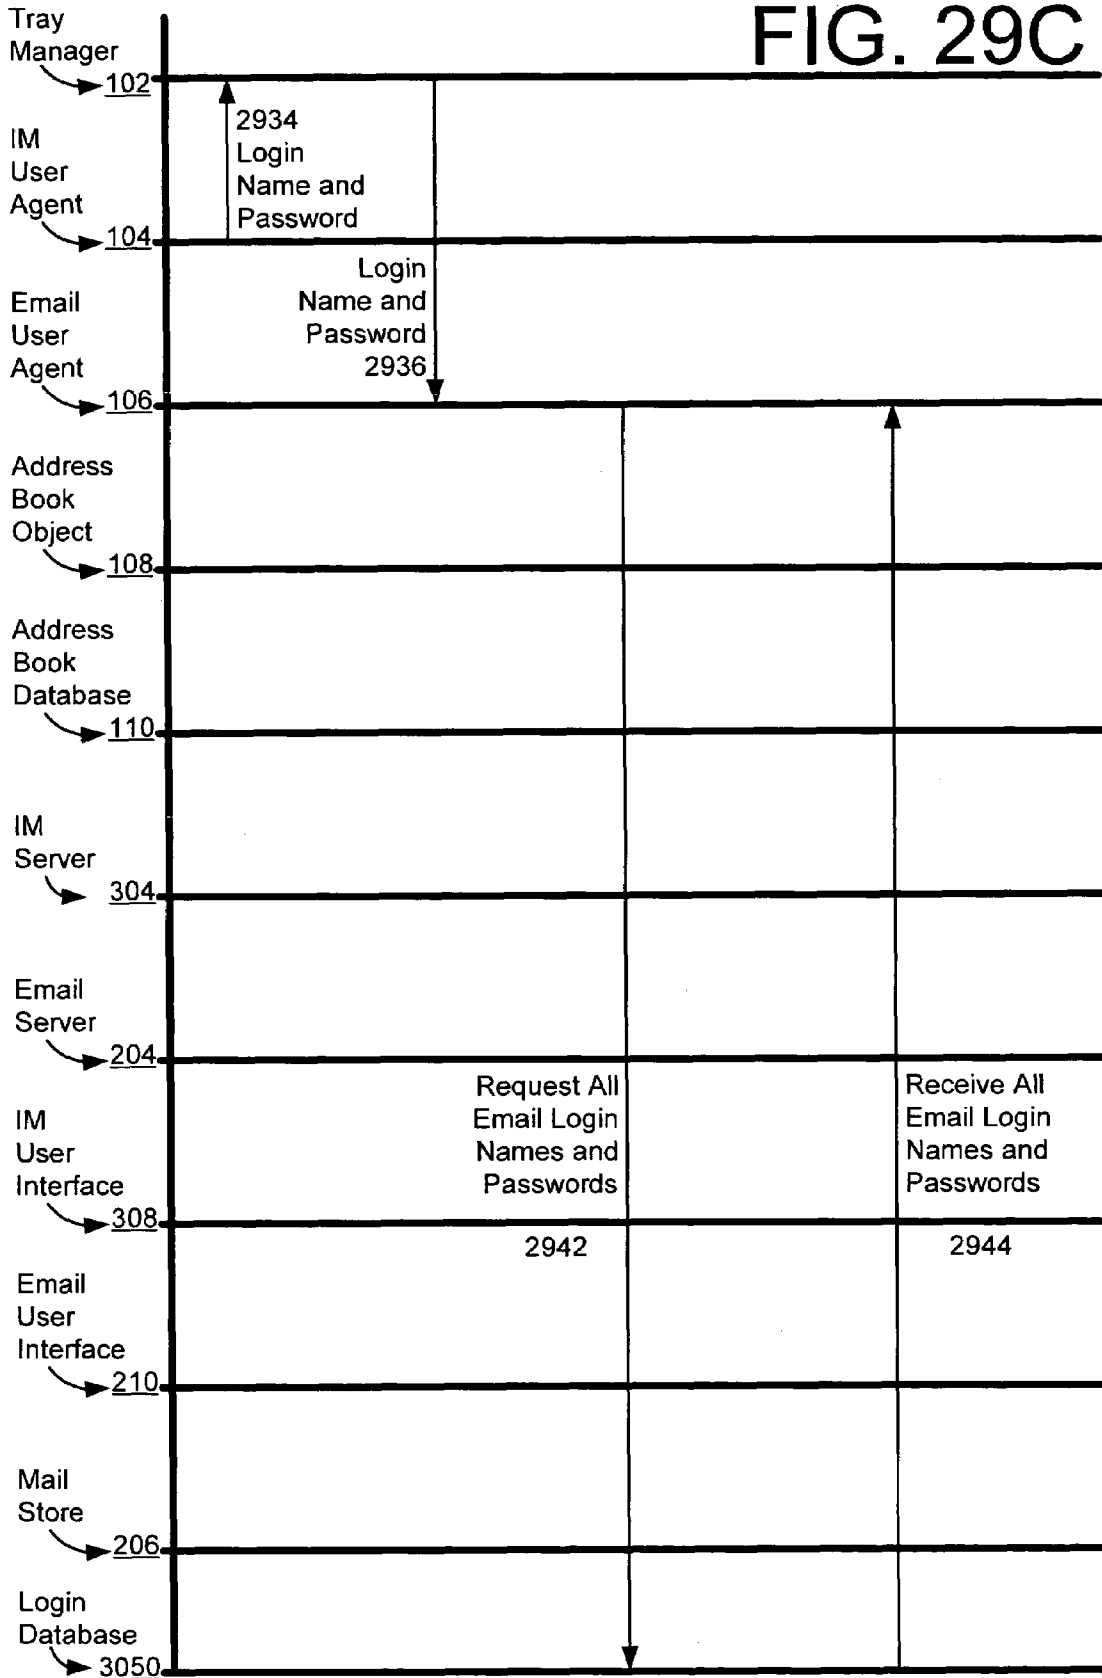 FIG. 29C
Tray
Manager
102
2934
Login
Name and
Password
IM
User
Agent
104
Login
Name and
Password
2936
Email
User
Agent
106
Address
Book
Object
108
Address
Book
Database
110
IM
Server
304
Email
Server
204
Request All
Email Login
Names and
Passwords
2942
Receive All
Email Login
Names and
Passwords
2944
IM
User
Interface
308
Email
User
Interface
210
Mail
Store
206
Login
Database
3050